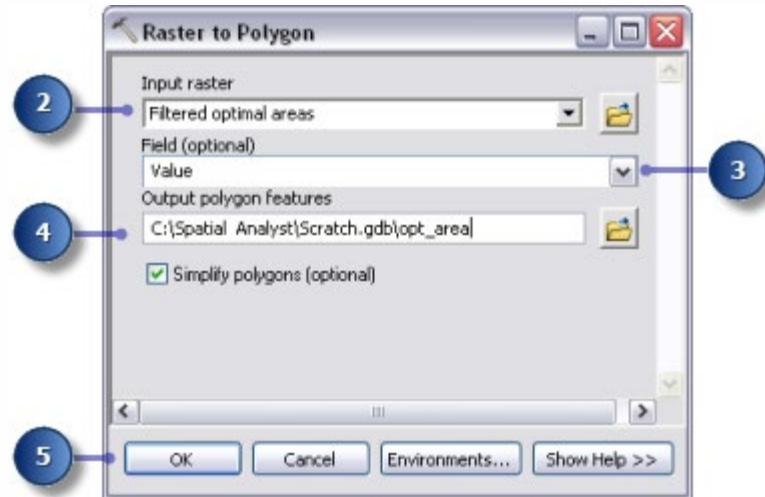 Raster to Polygon
Input raster
2
Filtered optimal areas
Field (optional)
Value
3
Output polygon features
4
C:\Spatial Analyst\Scratch.gdb\opt_area
Simplify polygons (optional)
5
OK
Cancel
Environments...
Show Help >>